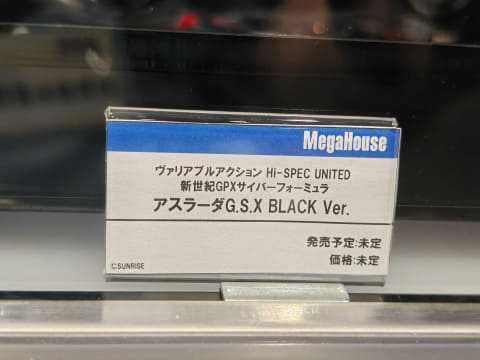 MegaHouse
ヴァリアブルアクション Hi-SPEC UNITED
新世紀GPXサイバーフォーミュラ
アスラーダG.S.X BLACK Ver.
発売予定:未定
価格:未定
©SUNRISE